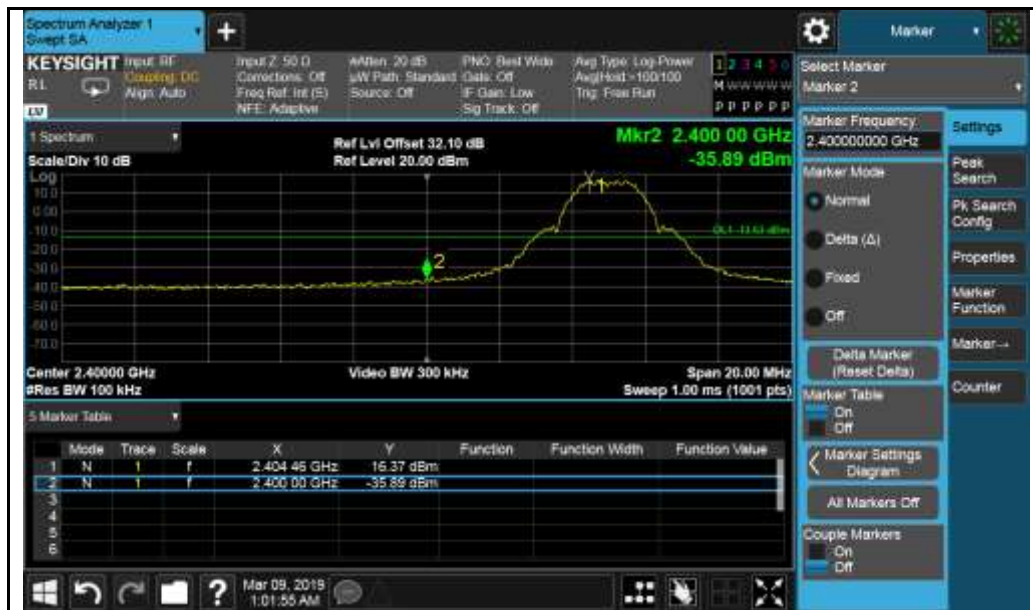 Spectrum Analyzer 1
Swept SA
+
Marker
KEYSIGHT
R L
Input: RF
Coupling: DC
Align: Auto
Input Z: 50 Ω
Corrections: Off
Freq Ref: Int (S)
NFE: Adaptive
#Atten: 20 dB
µW Path: Standard
Source: Off
PNO: Best Wide
Gate: Off
IF Gain: Low
Sig Track: Off
Avg Type: Log-Power
Avg|Hold:>100/100
Trig: Free Run
1 2 3 4 5 6
M W W W W W
P P P P P P
1 Spectrum
Scale/Div 10 dB
Log
Ref Lvl Offset 32.10 dB
Ref Level 20.00 dBm
Mkr2 2.400 00 GHz
-35.89 dBm
10.0
0.00
-10.0
-20.0
-30.0
-40.0
-50.0
-60.0
-70.0
DL1 -13.63 dBm
2
Center 2.40000 GHz
#Res BW 100 kHz
Video BW 300 kHz
Span 20.00 MHz
Sweep 1.00 ms (1001 pts)
5 Marker Table
Mode Trace Scale X Y Function Function Width Function Value
1 N 1 f 2.404 46 GHz 16.37 dBm
2 N 1 f 2.400 00 GHz -35.89 dBm
3
4
5
6
Mar 09, 2019
1:01:55 AM
Select Marker
Marker 2
Marker Frequency
2.400000000 GHz
Marker Mode
Normal
Delta (Δ)
Fixed
Off
Delta Marker
(Reset Delta)
Marker Table
On
Off
Marker Settings
Diagram
All Markers Off
Couple Markers
On
Off
Settings
Peak
Search
Pk Search
Config
Properties
Marker
Function
Marker→
Counter